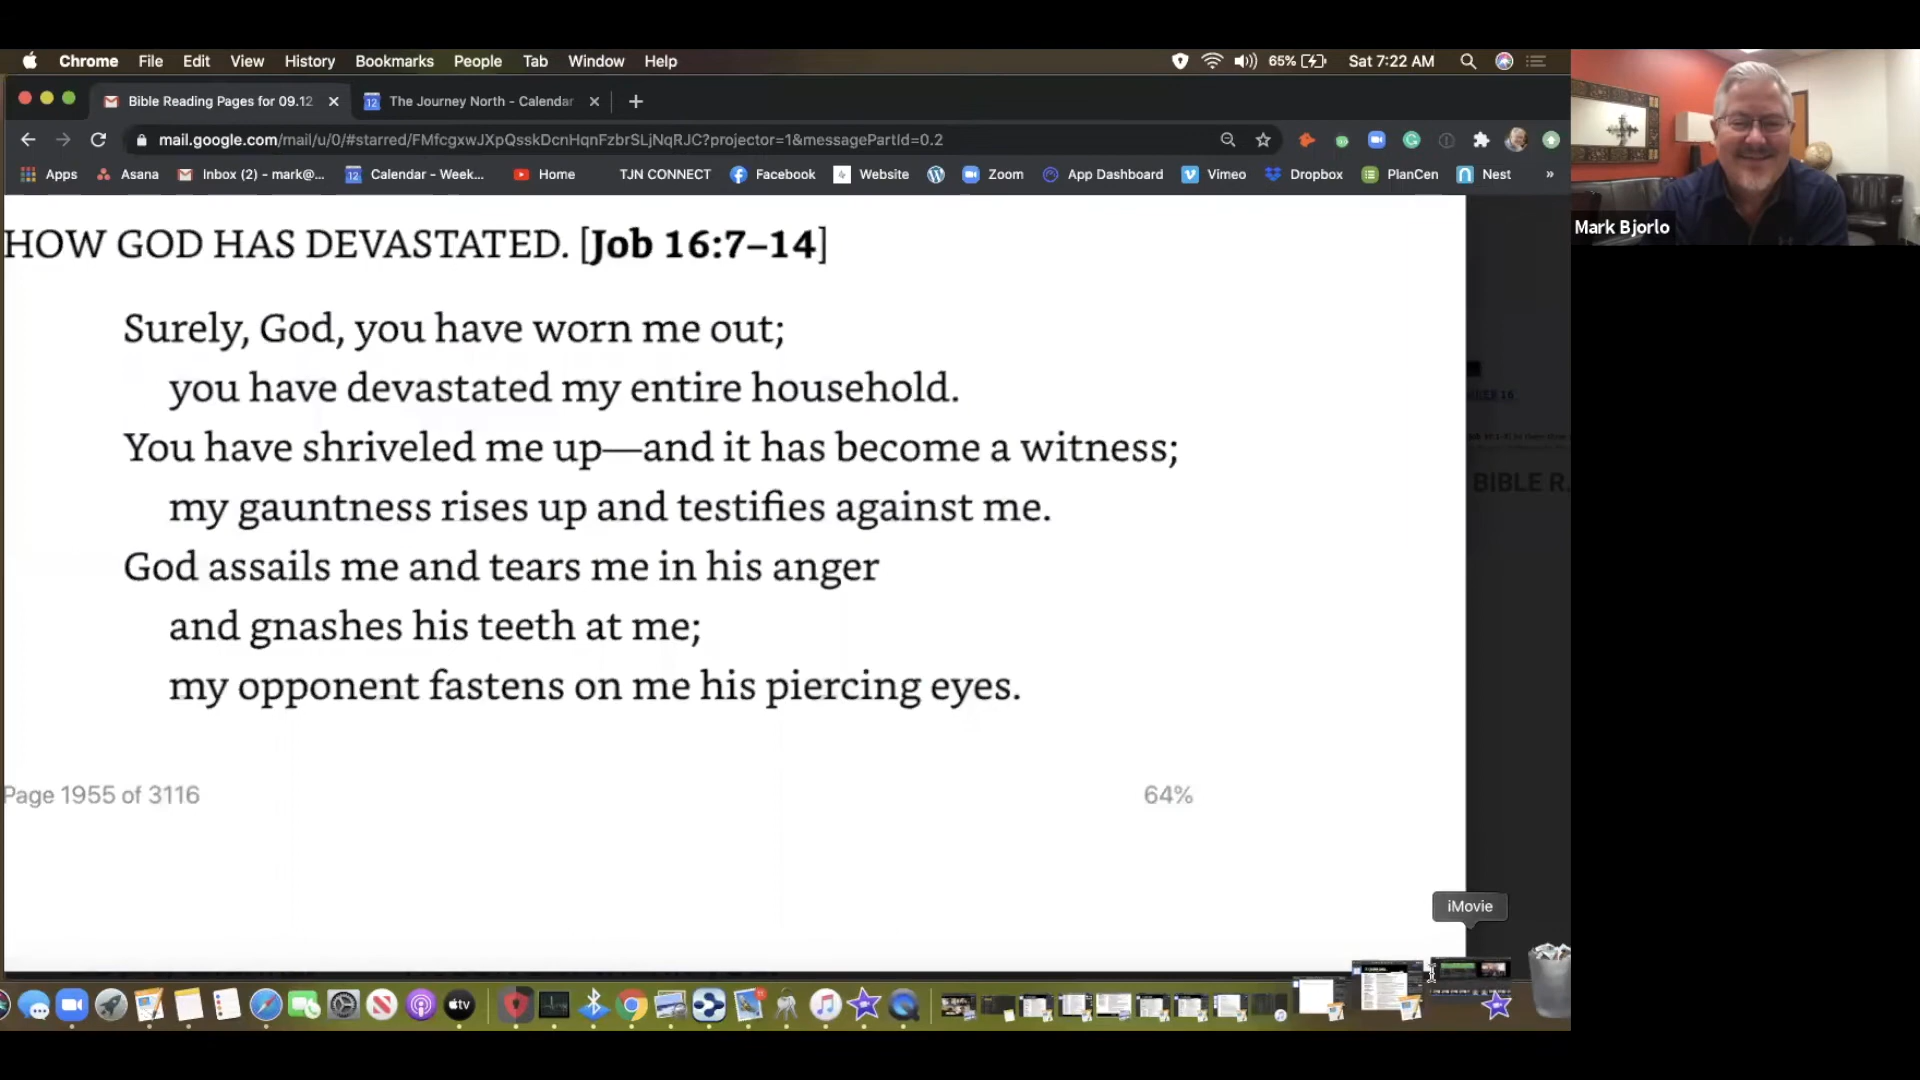 Chrome File Edit View History Bookmarks People Tab Window Help 65% Sat 7:22 AM
Bible Reading Pages for 09.12 The Journey North - Calendar
mail.google.com/mail/u/0/#starred/FMfcgxwJXpQsskDcnHqnFzbrSLjNqRJC?projector=1&messagePartId=0.2
Apps Asana Inbox (2) - mark@... 12 Calendar - Week... Home TJN CONNECT Facebook Website Zoom App Dashboard Vimeo Dropbox PlanCen Nest »
Mark Bjorlo
HOW GOD HAS DEVASTATED. [Job 16:7–14]
Surely, God, you have worn me out;
you have devastated my entire household.
You have shriveled me up—and it has become a witness;
my gauntness rises up and testifies against me.
God assails me and tears me in his anger
and gnashes his teeth at me;
my opponent fastens on me his piercing eyes.
BIBLE R
Page 1955 of 3116 64%
iMovie
tv